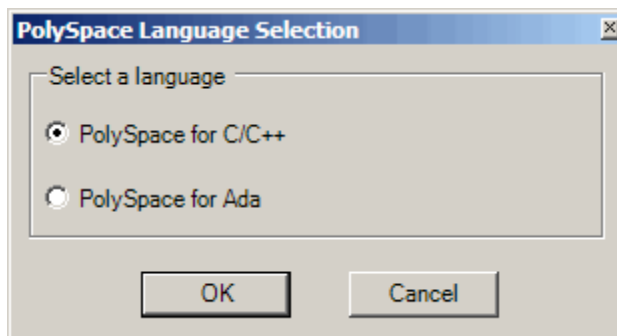 PolySpace Language Selection
Select a language
PolySpace for C/C++
PolySpace for Ada
OK
Cancel